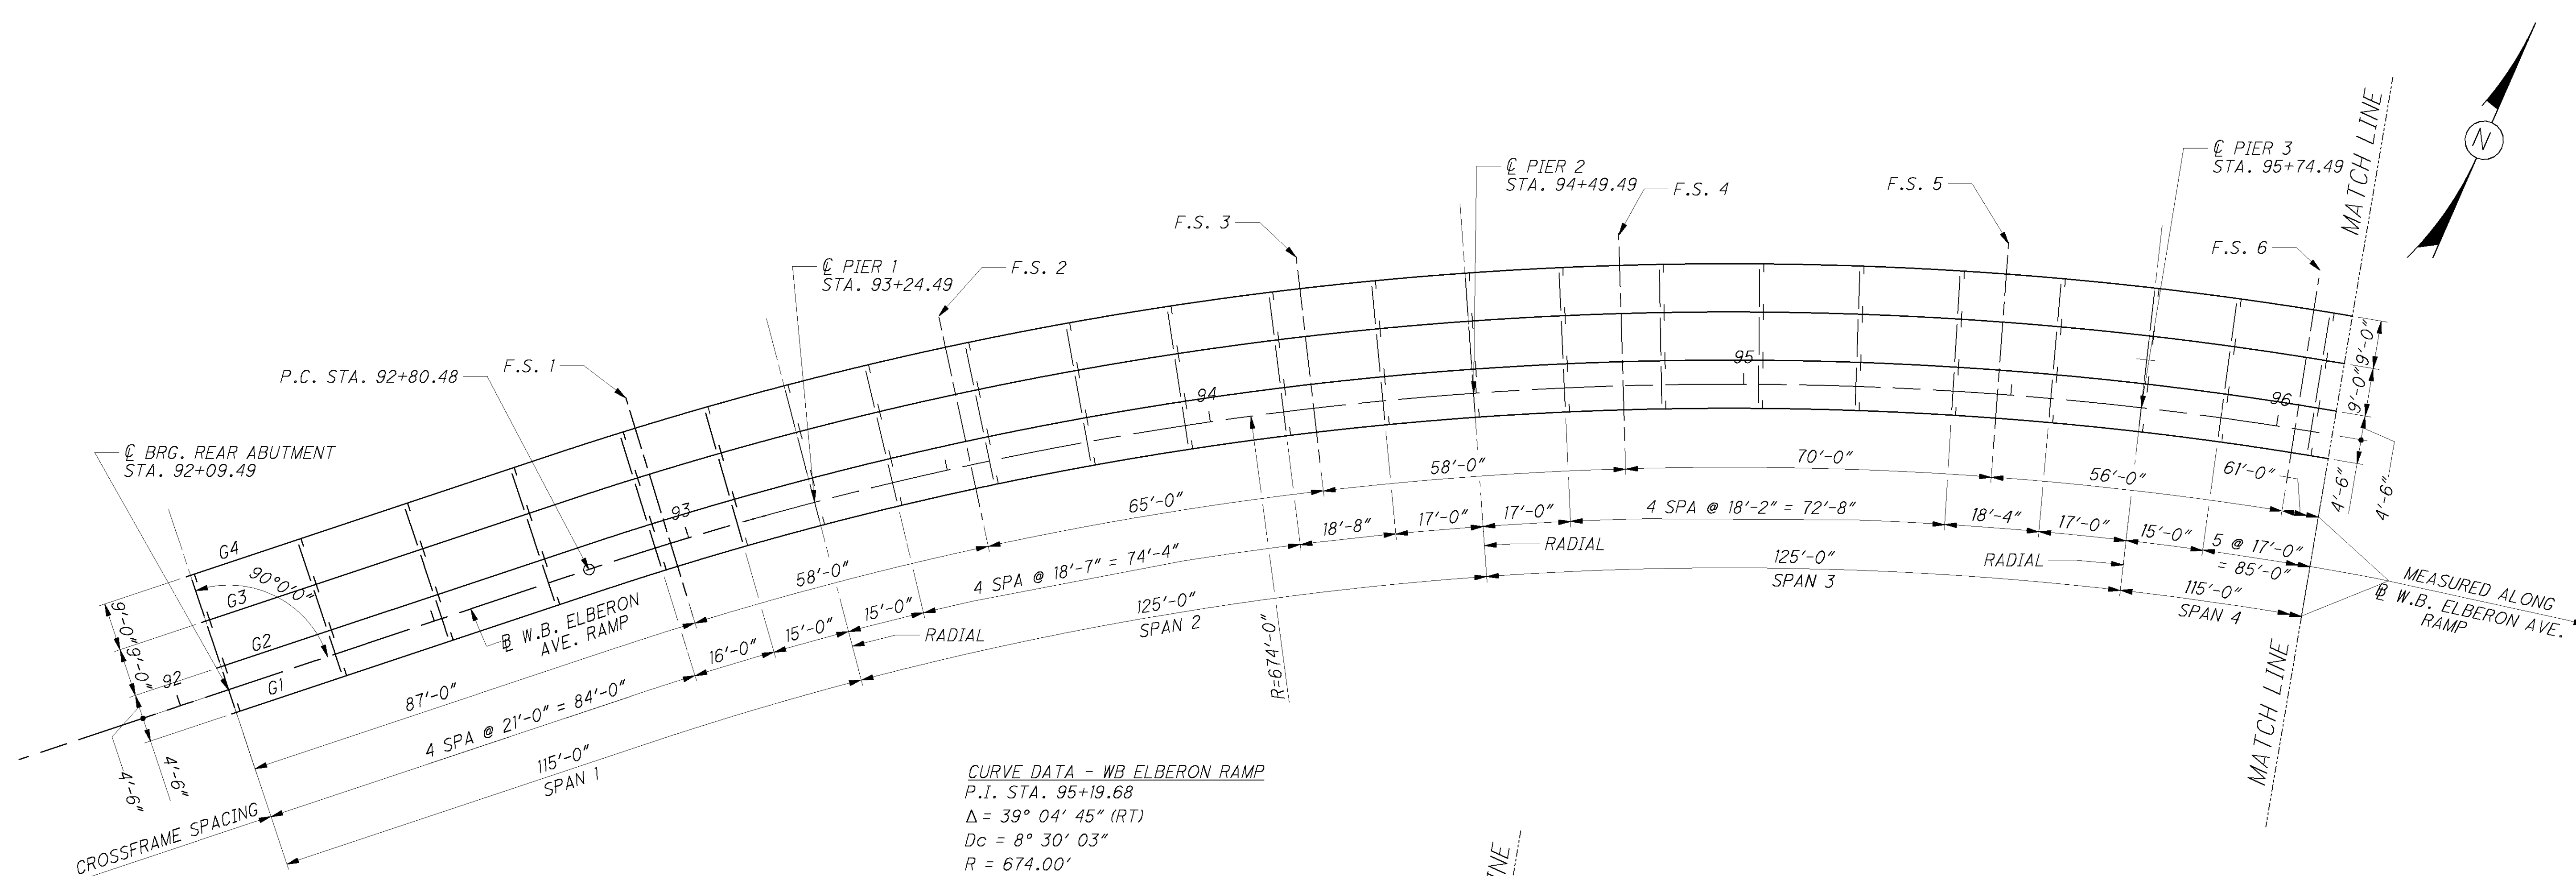 MATCH LINE
N
℄ PIER 2
STA. 94+49.49
℄ PIER 3
STA. 95+74.49
F.S. 4
F.S. 5
F.S. 3
F.S. 6
℄ PIER 1
STA. 93+24.49
F.S. 2
F.S. 1
P.C. STA. 92+80.48
℄ BRG. REAR ABUTMENT
STA. 92+09.49
95
94
96
93
92
G4
G3
G2
G1
90°0'0"
9'-0"
9'-0"
4'-6"
4'-6"
9'-0"
9'-0"
4'-6"
4'-6"
B W.B. ELBERON
AVE. RAMP
87'-0"
58'-0"
65'-0"
58'-0"
70'-0"
56'-0"
61'-0"
4 SPA @ 21'-0" = 84'-0"
16'-0"
15'-0"
15'-0"
4 SPA @ 18'-7" = 74'-4"
18'-8"
17'-0"
17'-0"
4 SPA @ 18'-2" = 72'-8"
18'-4"
17'-0"
15'-0"
5 @ 17'-0"
= 85'-0"
RADIAL
RADIAL
RADIAL
115'-0"
SPAN 1
125'-0"
SPAN 2
125'-0"
SPAN 3
115'-0"
SPAN 4
R=674'-0"
MEASURED ALONG
B W.B. ELBERON AVE.
RAMP
MATCH LINE
CROSSFRAME SPACING
CURVE DATA - WB ELBERON RAMP
P.I. STA. 95+19.68
Δ = 39° 04' 45" (RT)
Dc = 8° 30' 03"
R = 674.00'